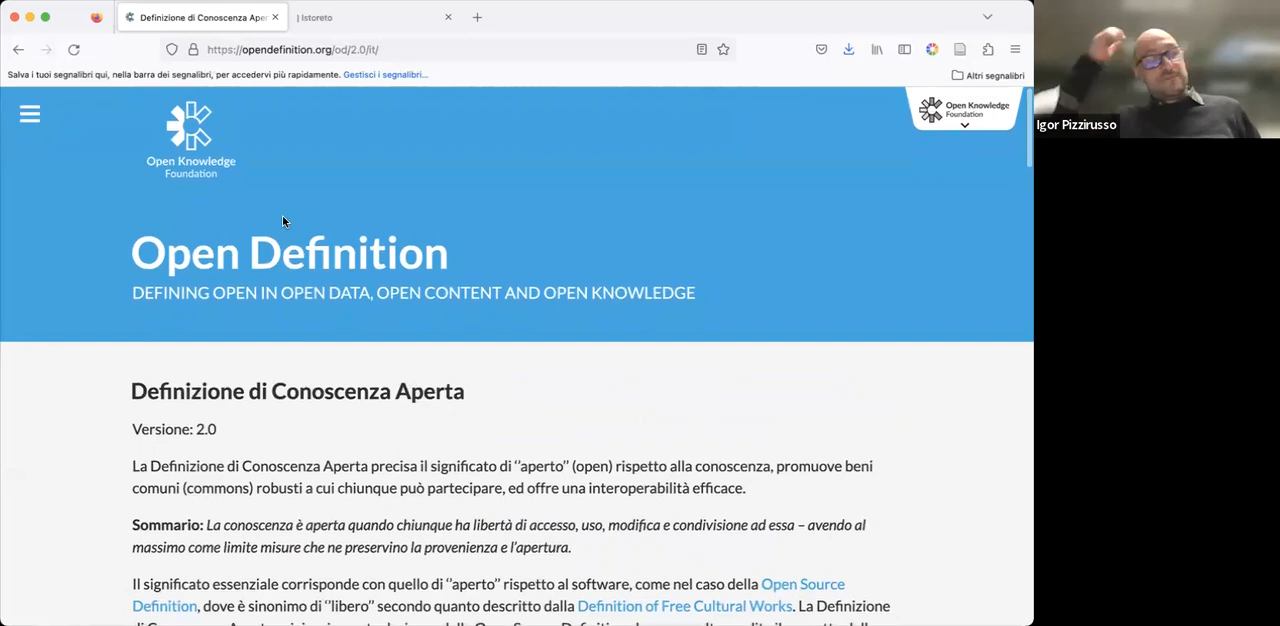 Definizione di Conoscenza Aper
| Istoreto
https://opendefinition.org/od/2.0/it/
Salva i tuoi segnalibri qui, nella barra dei segnalibri, per accedervi più rapidamente. Gestisci i segnalibri...
Altri segnalibri
Open Knowledge
Foundation
Open Knowledge
Foundation
Igor Pizzirusso
Open Definition
DEFINING OPEN IN OPEN DATA, OPEN CONTENT AND OPEN KNOWLEDGE
Definizione di Conoscenza Aperta
Versione: 2.0
La Definizione di Conoscenza Aperta precisa il significato di ‘’aperto’’ (open) rispetto alla conoscenza, promuove beni
comuni (commons) robusti a cui chiunque può partecipare, ed offre una interoperabilità efficace.
Sommario: La conoscenza è aperta quando chiunque ha libertà di accesso, uso, modifica e condivisione ad essa – avendo al
massimo come limite misure che ne preservino la provenienza e l’apertura.
Il significato essenziale corrisponde con quello di ‘’aperto’’ rispetto al software, come nel caso della Open Source
Definition, dove è sinonimo di ‘’libero’’ secondo quanto descritto dalla Definition of Free Cultural Works. La Definizione